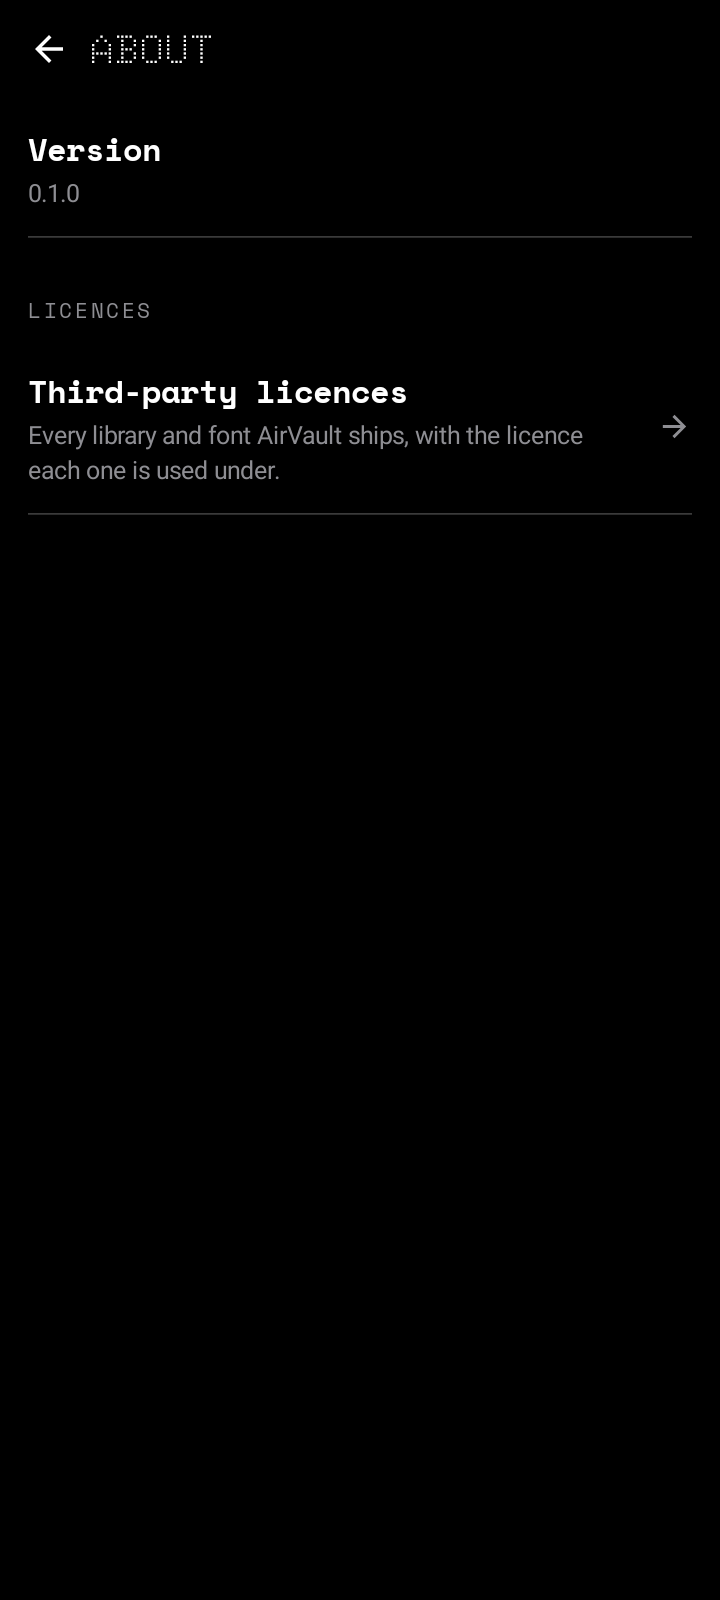 ABOUT
Version
0.1.0
LICENCES
Third-party licences
Every library and font AirVault ships, with the licence
each one is used under.